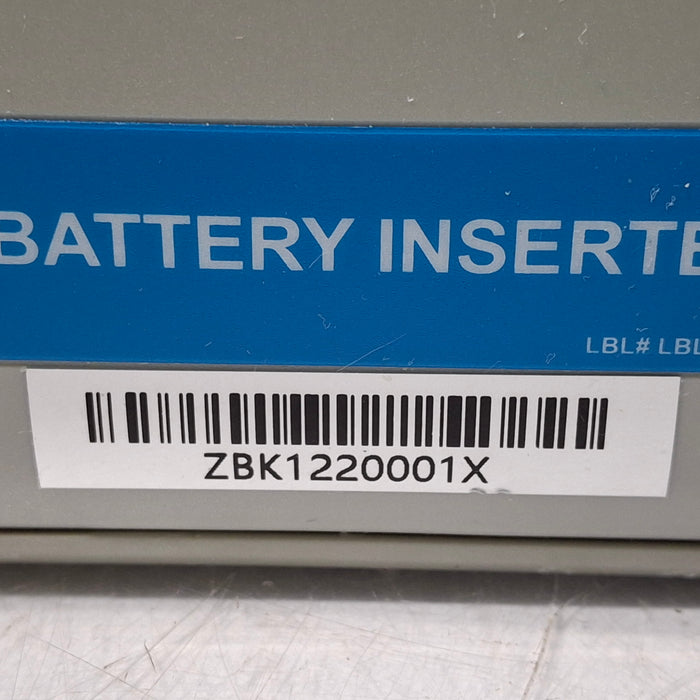 BATTERY INSERTE
LBL# LBL
ZBK1220001X